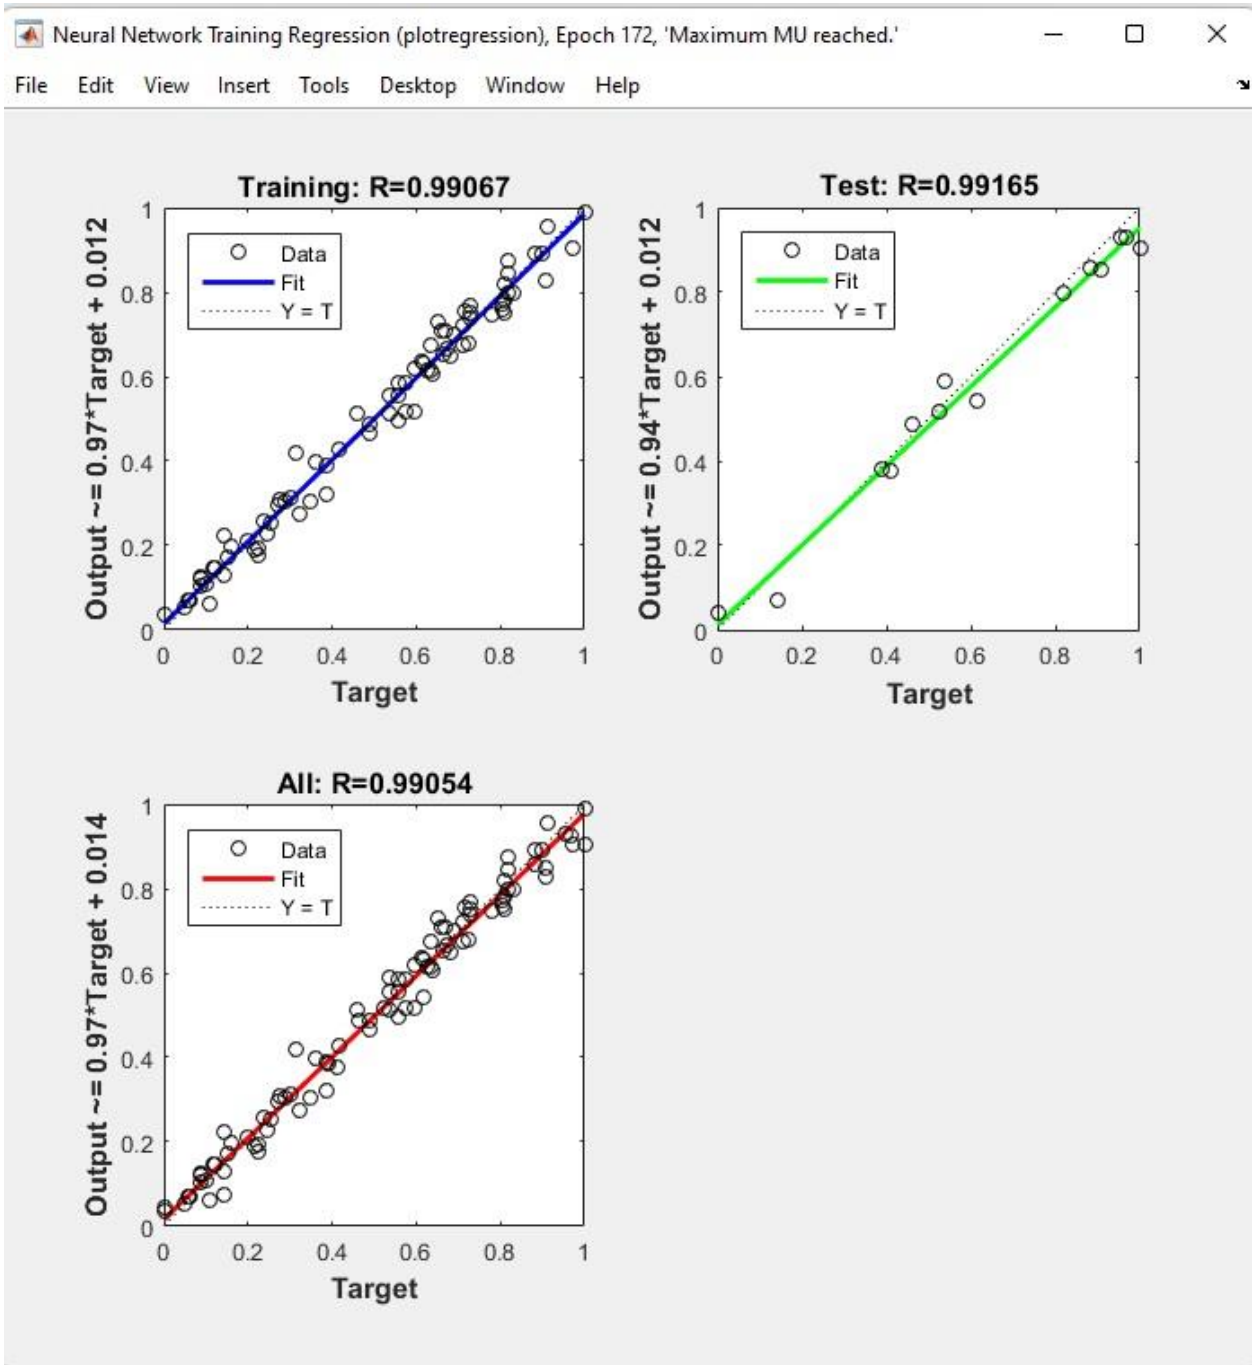 Neural Network Training Regression (plotregression), Epoch 172, 'Maximum MU reached.'
File Edit View Insert Tools Desktop Window Help
Training: R=0.99067
Output ~= 0.97*Target + 0.012
1
0.8
0.6
0.4
0.2
0
Data
Fit
Y = T
0 0.2 0.4 0.6 0.8 1
Target
Test: R=0.99165
Output ~= 0.94*Target + 0.012
1
0.8
0.6
0.4
0.2
0
Data
Fit
Y = T
0 0.2 0.4 0.6 0.8 1
Target
All: R=0.99054
Output ~= 0.97*Target + 0.014
1
0.8
0.6
0.4
0.2
0
Data
Fit
Y = T
0 0.2 0.4 0.6 0.8 1
Target